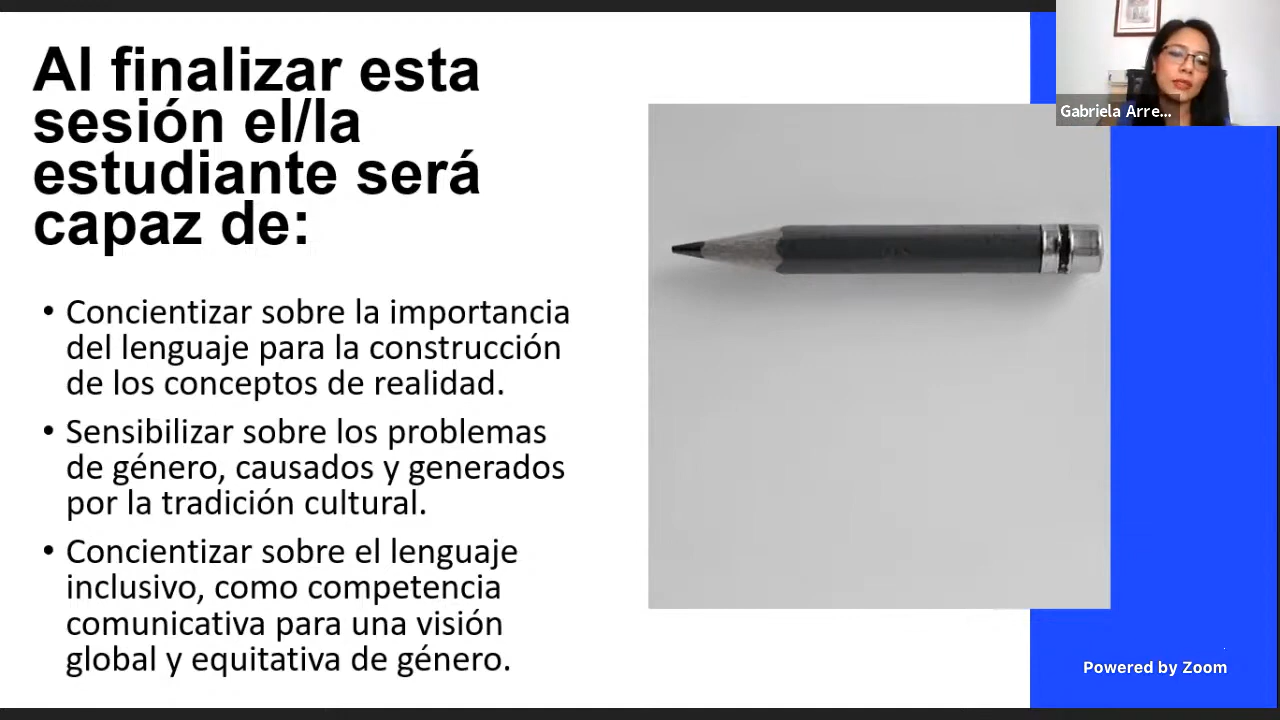 Al finalizar esta
sesión el/la
estudiante será
capaz de:
• Concientizar sobre la importancia
del lenguaje para la construcción
de los conceptos de realidad.
• Sensibilizar sobre los problemas
de género, causados y generados
por la tradición cultural.
• Concientizar sobre el lenguaje
inclusivo, como competencia
comunicativa para una visión
global y equitativa de género.
Gabriela Arre...
Powered by Zoom